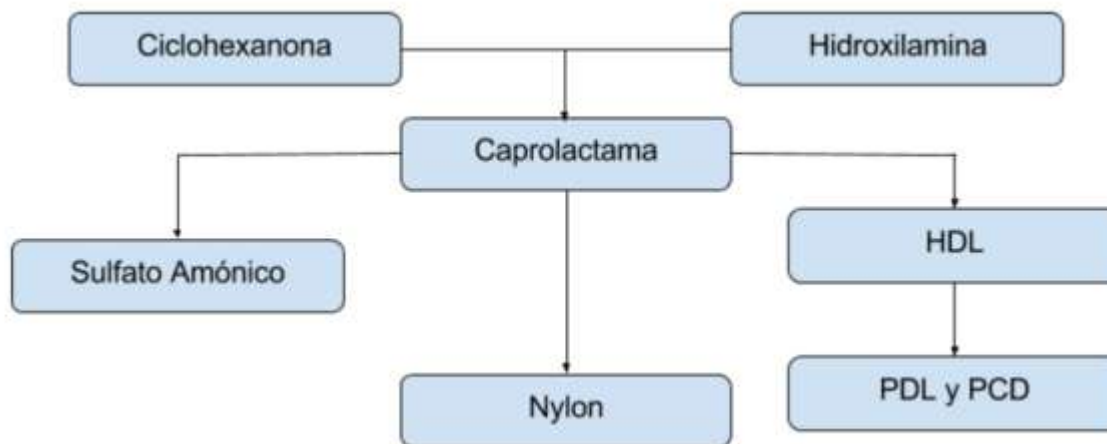 Ciclohexanona
Hidroxilamina
Caprolactama
Sulfato Amónico
HDL
Nylon
PDL y PCD